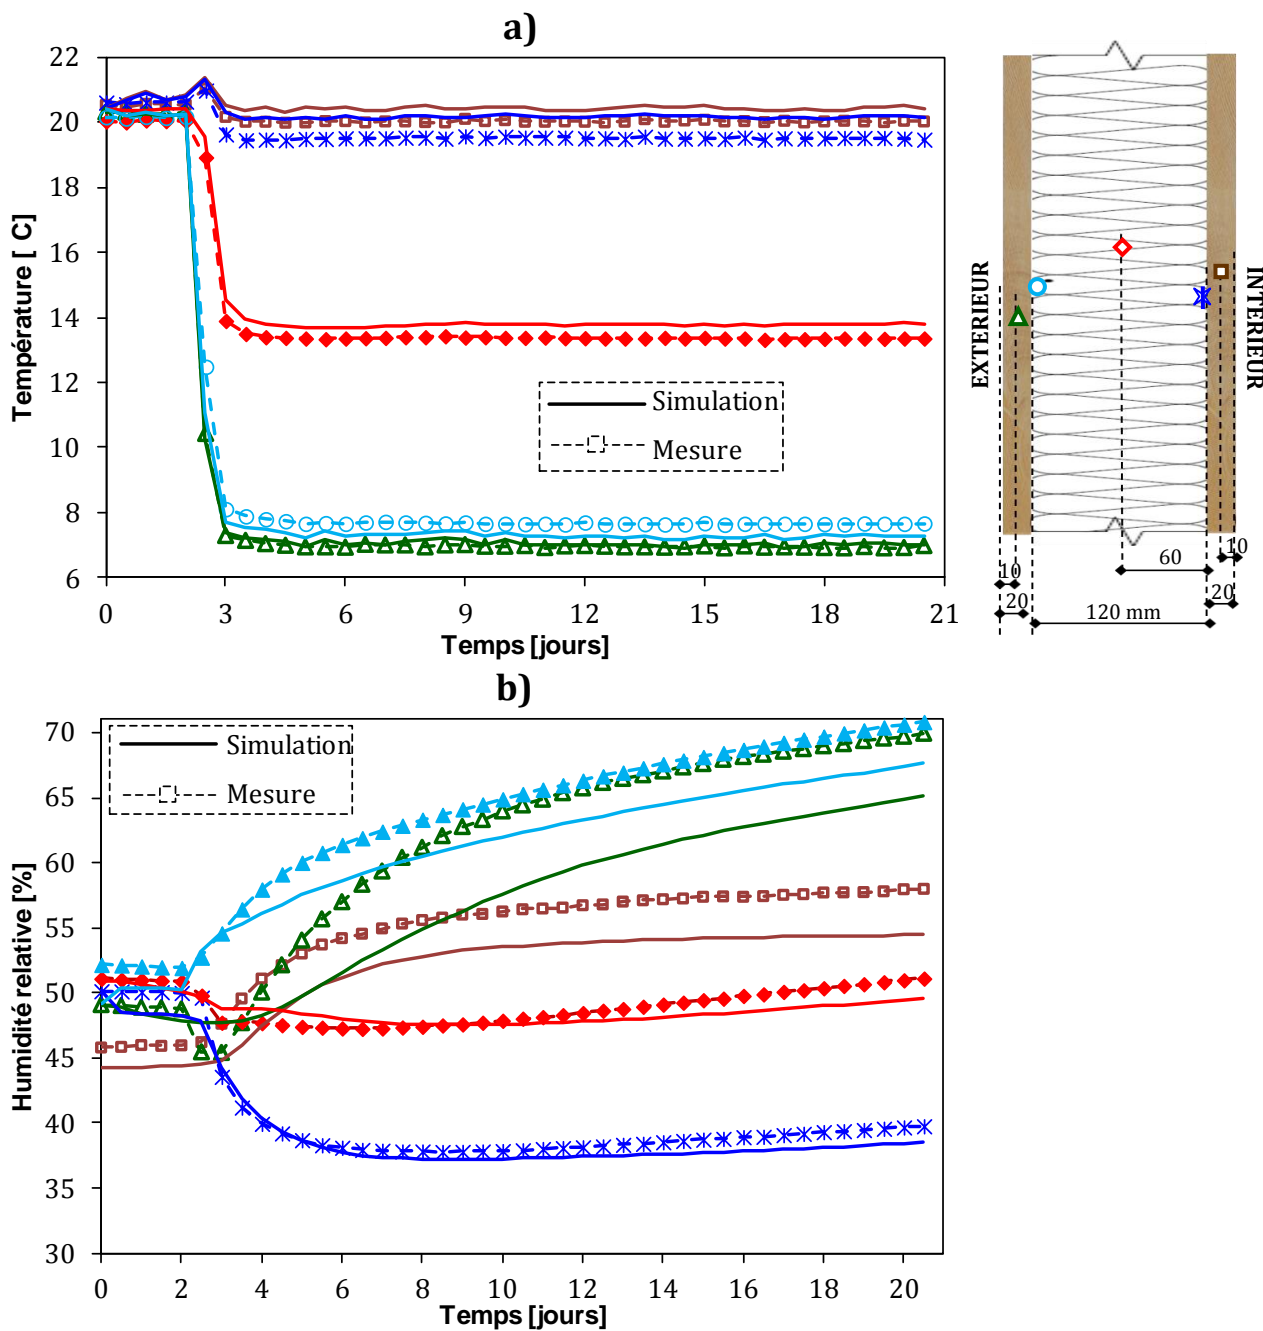 a)
22
20
18
16
14
12
10
8
6
0 3 6 9 12 15 18 21
Température [ C]
Temps [jours]
Simulation
Mesure
EXTERIEUR
INTERIEUR
10
60
10
20
20
120 mm
b)
70
65
60
55
50
45
40
35
30
0 2 4 6 8 10 12 14 16 18 20
Humidité relative [%]
Temps [jours]
Simulation
Mesure